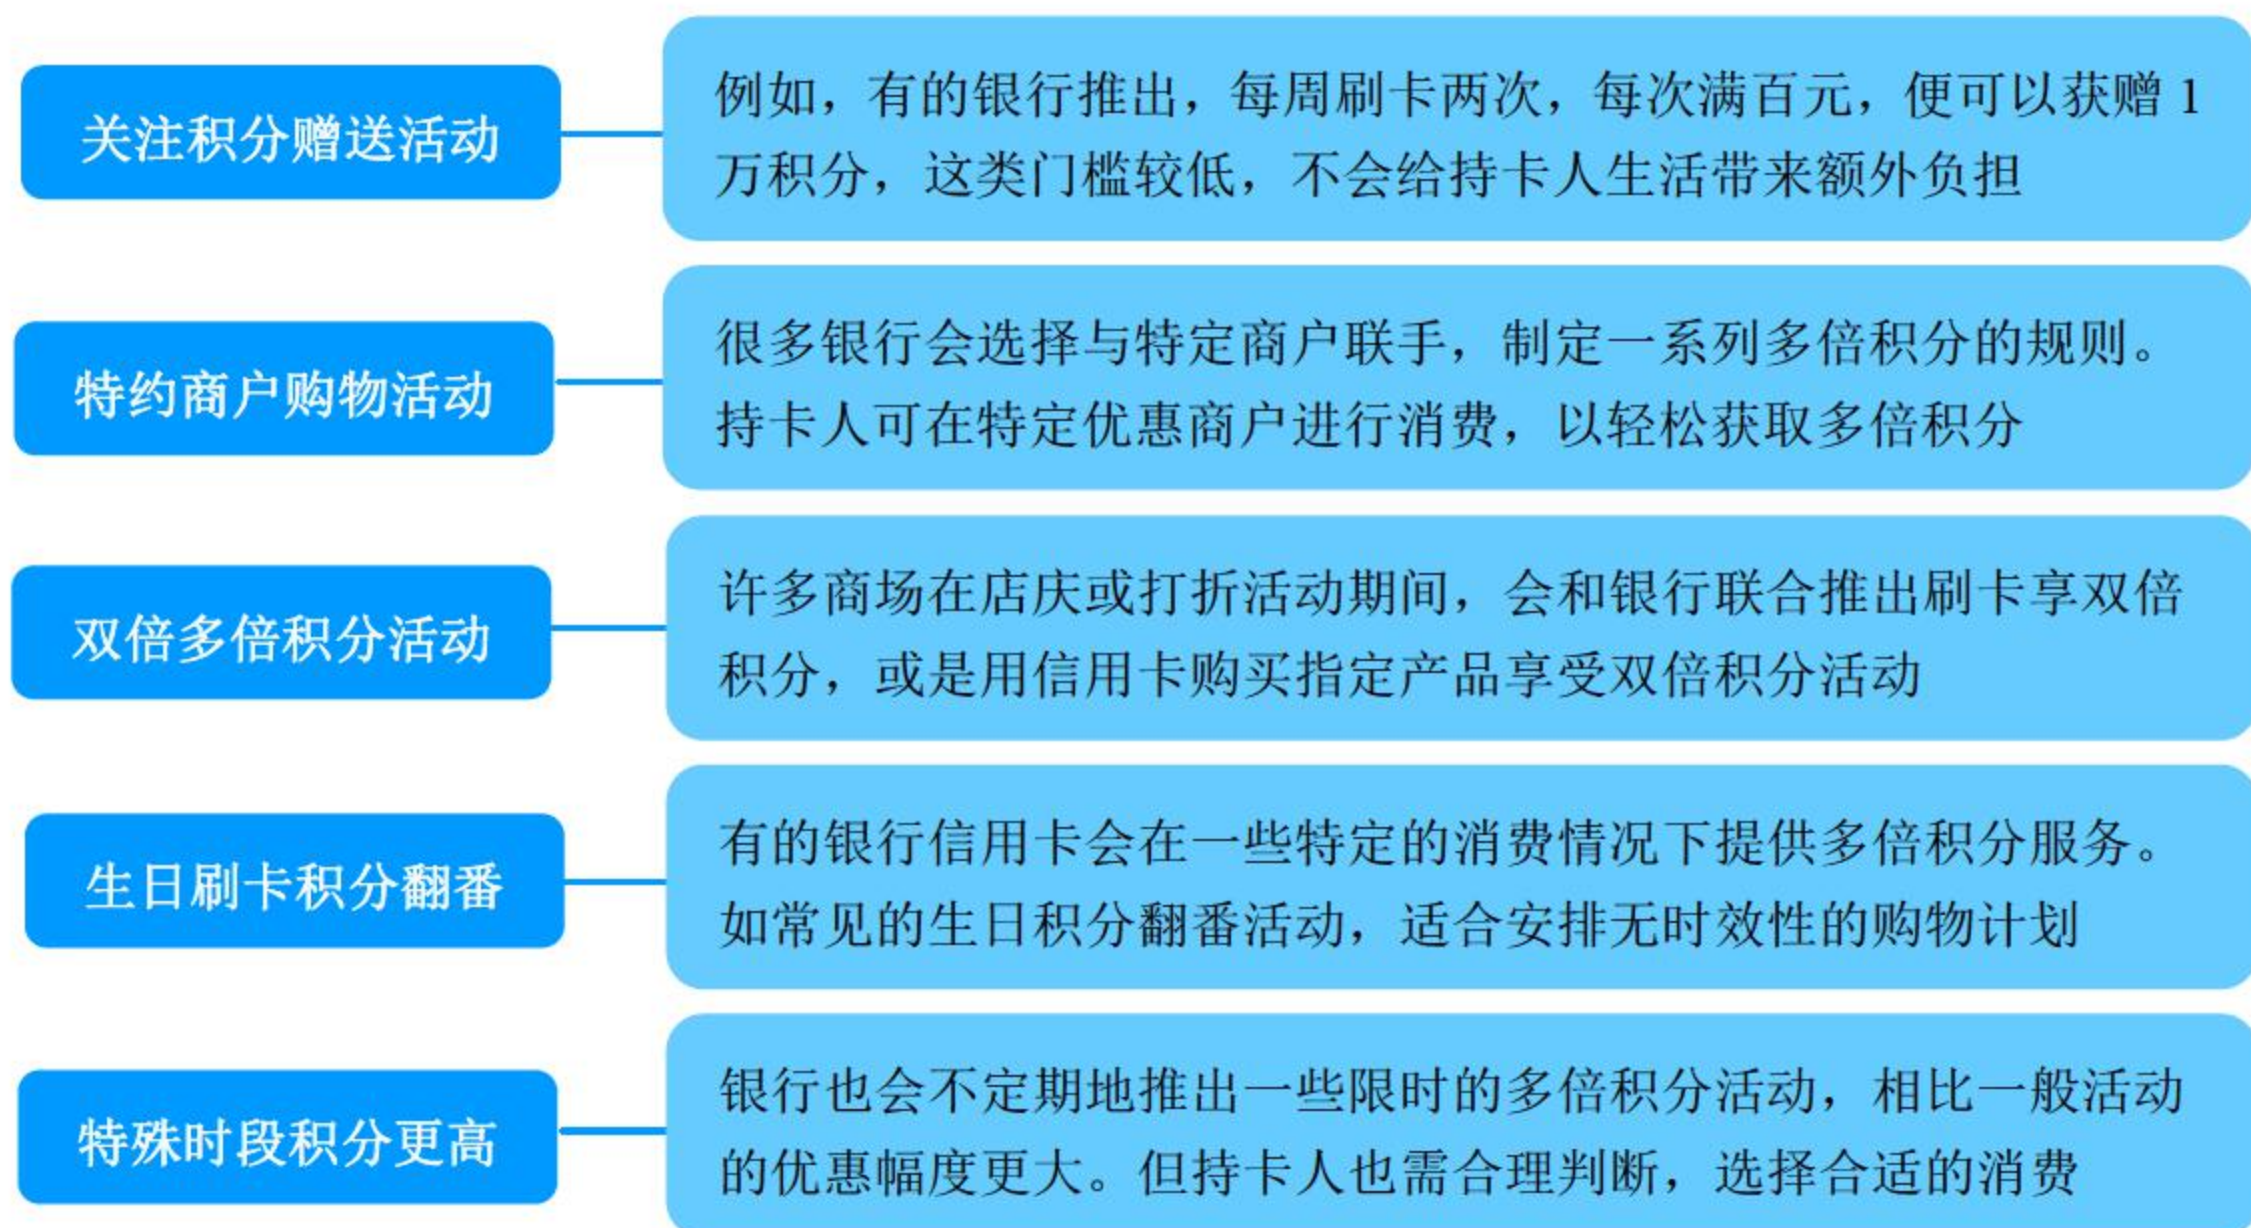 关注积分赠送活动
例如，有的银行推出，每周刷卡两次，每次满百元，便可以获赠 1
万积分，这类门槛较低，不会给持卡人生活带来额外负担
特约商户购物活动
很多银行会选择与特定商户联手，制定一系列多倍积分的规则。
持卡人可在特定优惠商户进行消费，以轻松获取多倍积分
双倍多倍积分活动
许多商场在店庆或打折活动期间，会和银行联合推出刷卡享双倍
积分，或是用信用卡购买指定产品享受双倍积分活动
生日刷卡积分翻番
有的银行信用卡会在一些特定的消费情况下提供多倍积分服务。
如常见的生日积分翻番活动，适合安排无时效性的购物计划
特殊时段积分更高
银行也会不定期地推出一些限时的多倍积分活动，相比一般活动
的优惠幅度更大。但持卡人也需合理判断，选择合适的消费